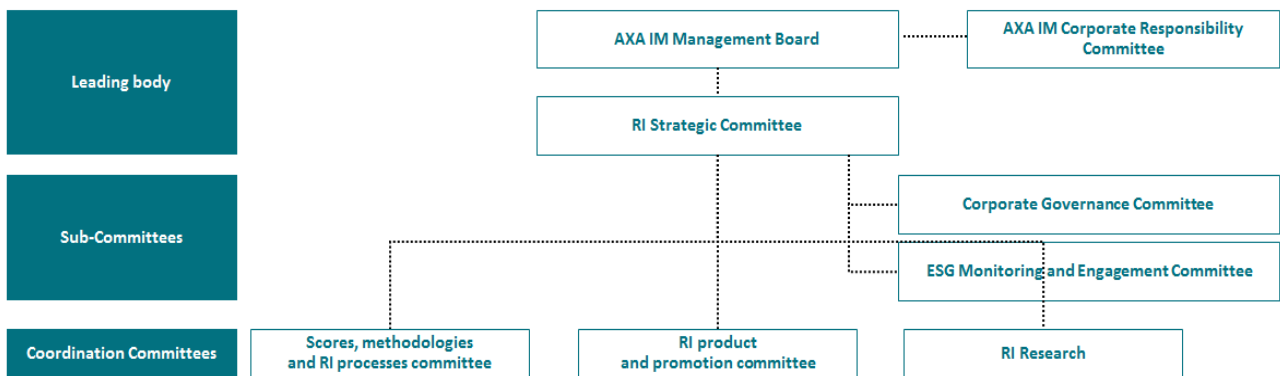 Leading body
AXA IM Management Board
AXA IM Corporate Responsibility
Committee
RI Strategic Committee
Sub-Committees
Corporate Governance Committee
ESG Monitoring and Engagement Committee
Coordination Committees
Scores, methodologies
and RI processes committee
RI product
and promotion committee
RI Research